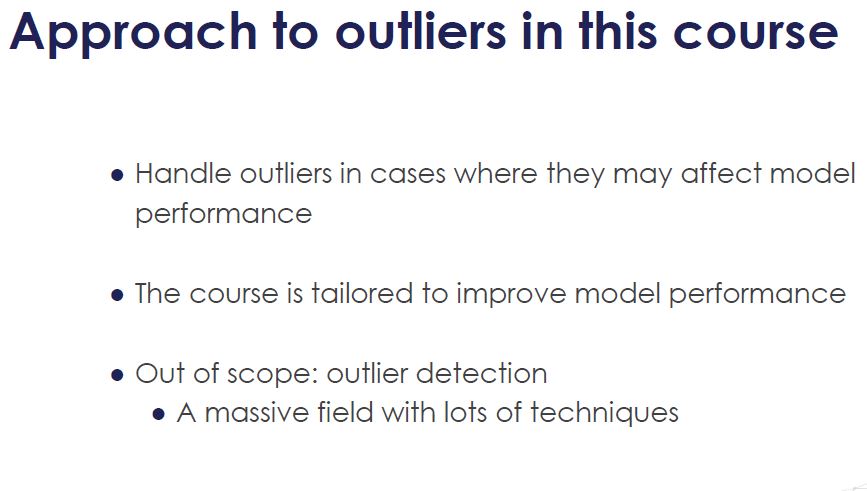 Approach to outliers in this course
● Handle outliers in cases where they may affect model
performance
● The course is tailored to improve model performance
● Out of scope: outlier detection
● A massive field with lots of techniques